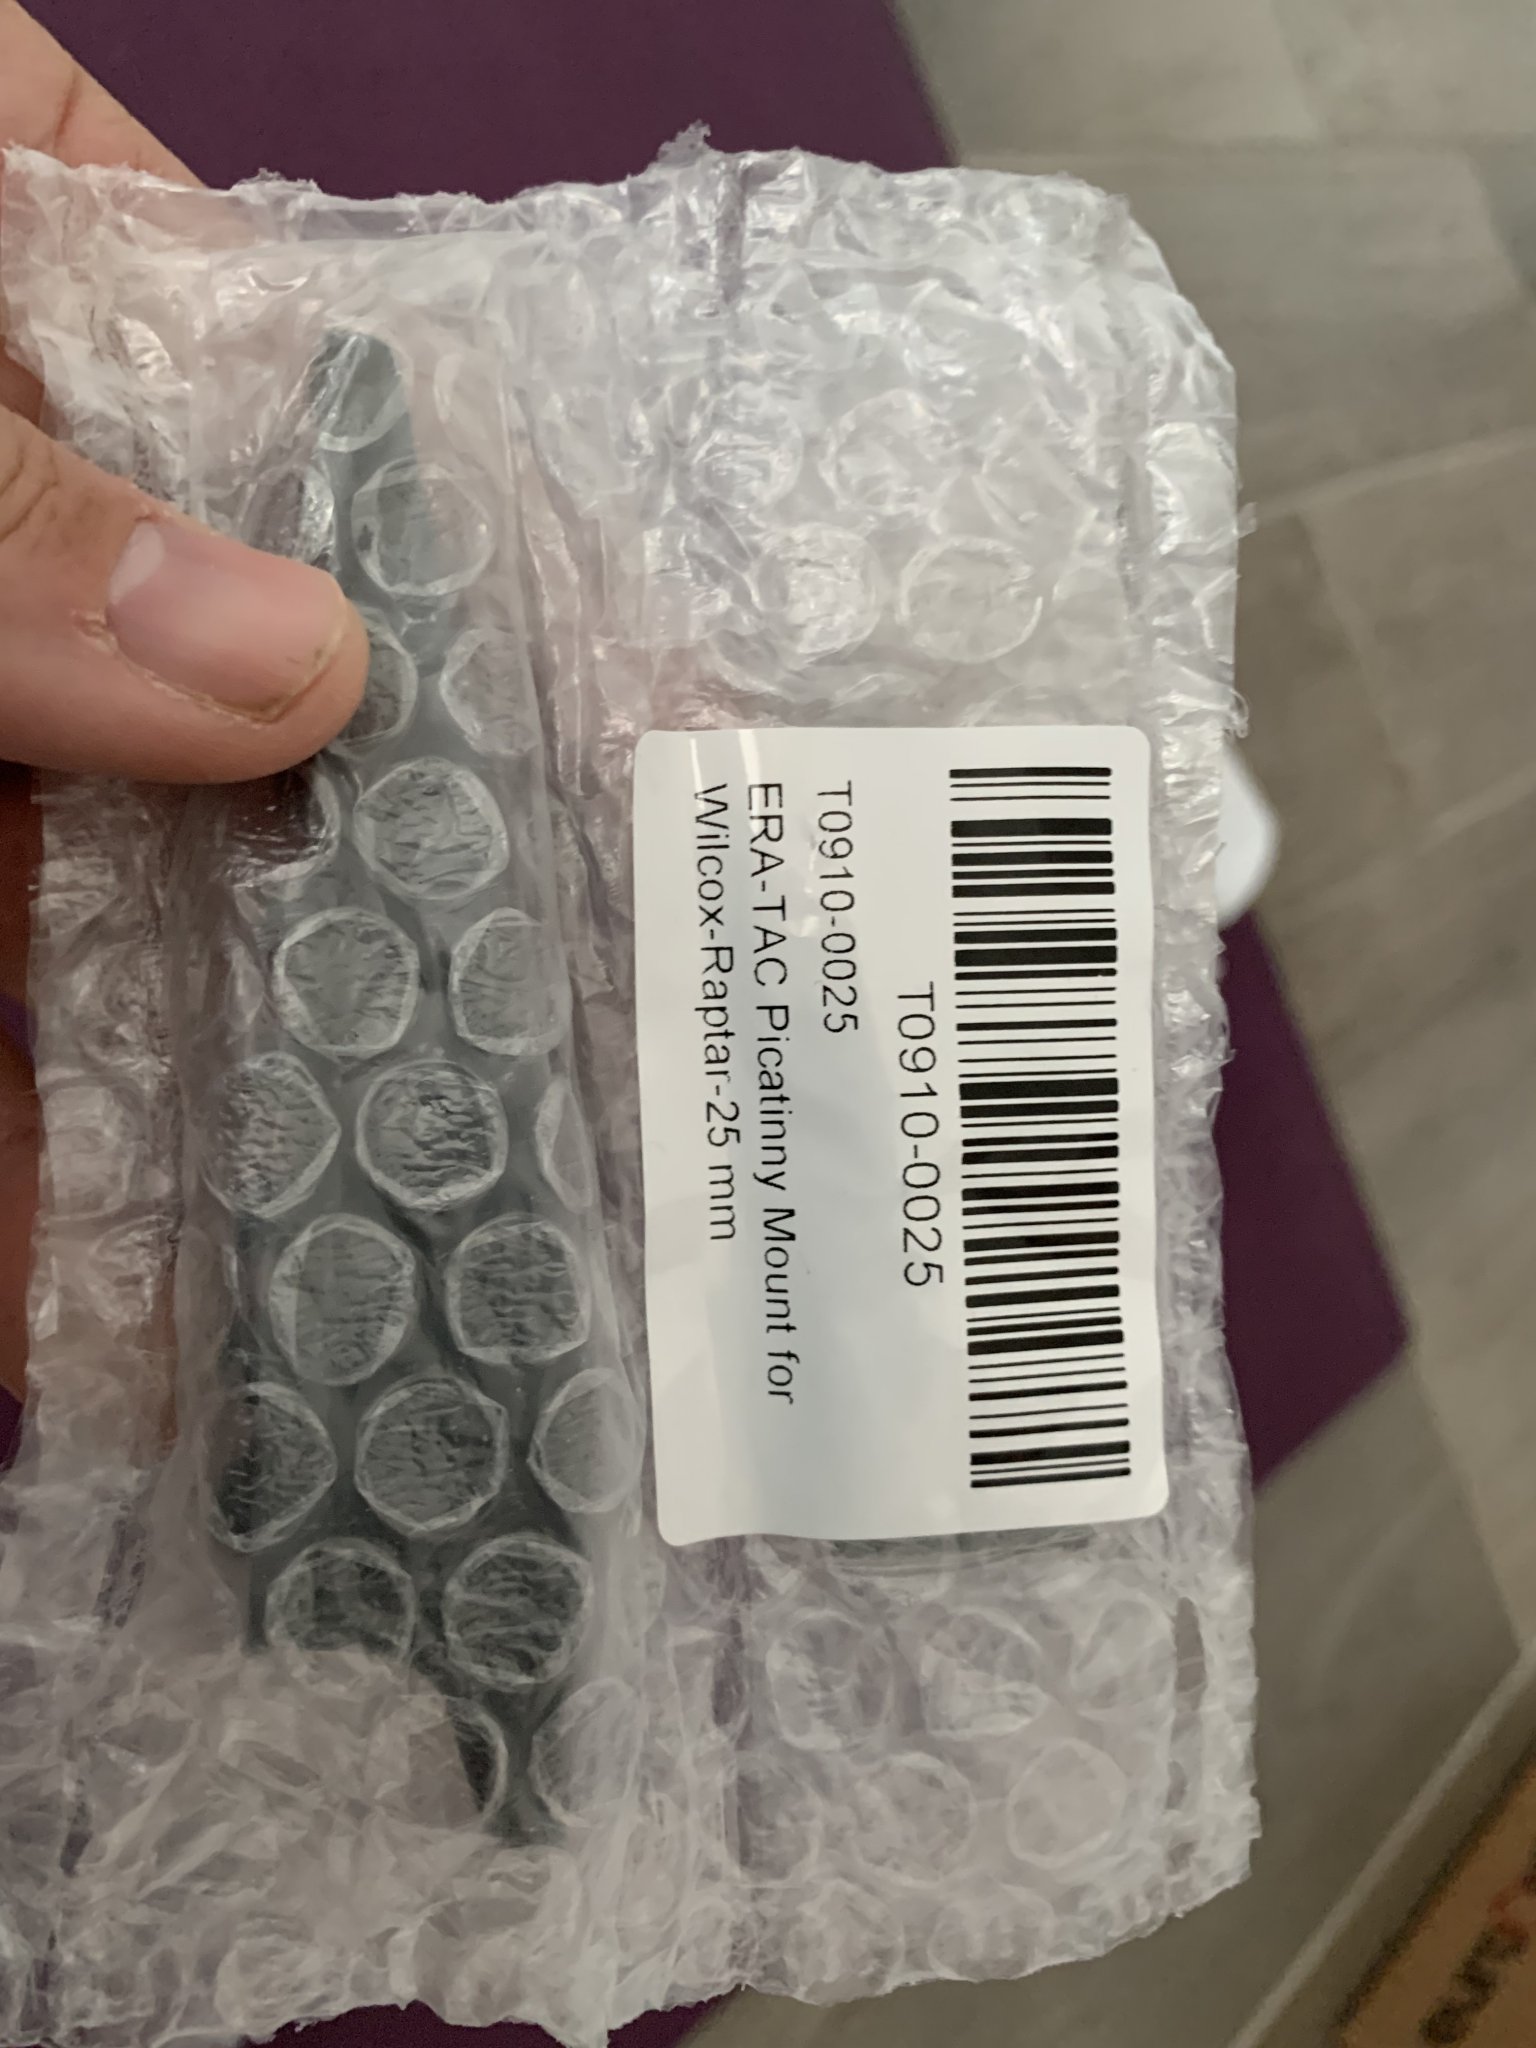 T0910-0025
T0910-0025
ERA-TAC Picatinny Mount for
Wilcox-Raptar-25 mm